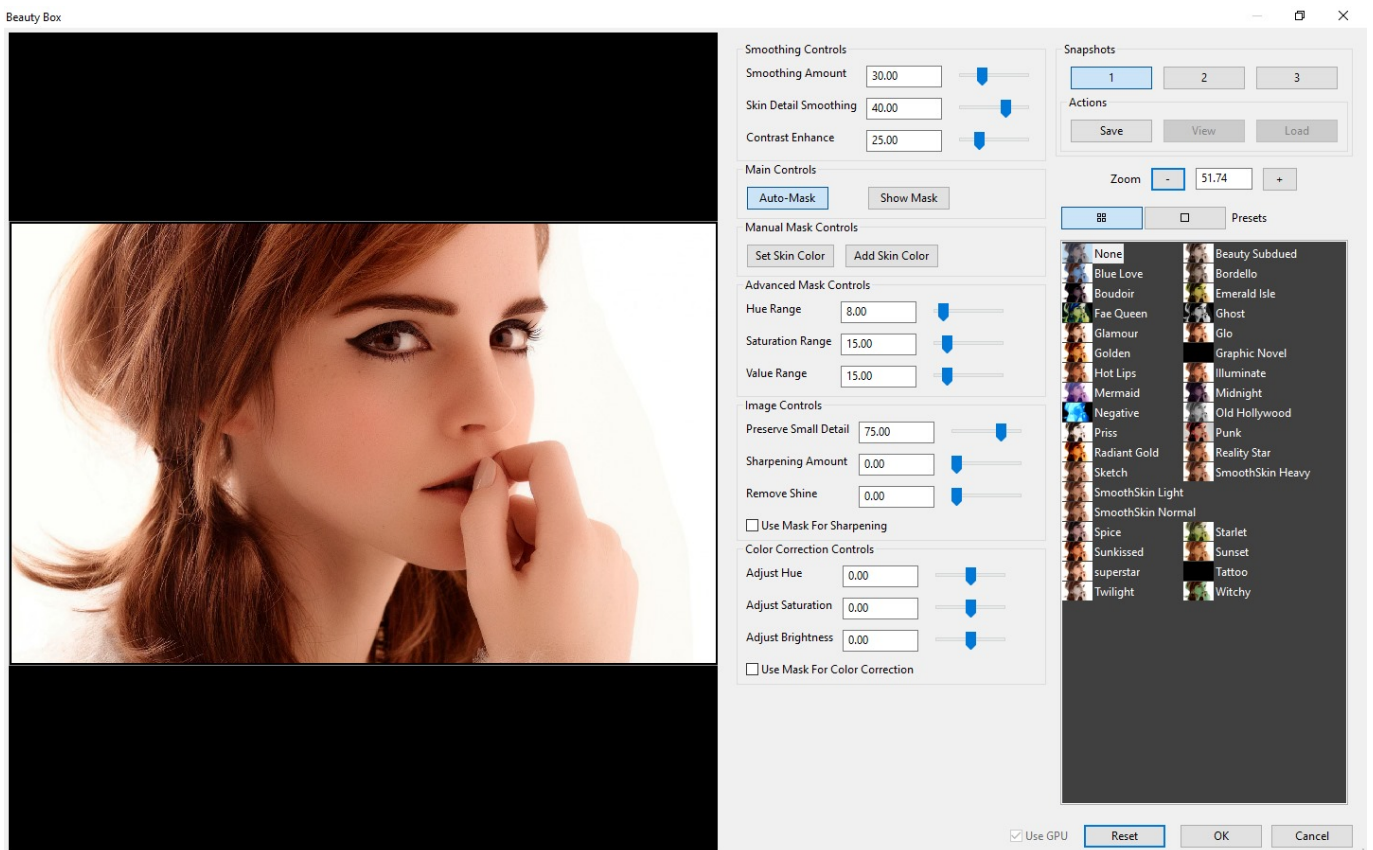 Beauty Box
Smoothing Controls
Smoothing Amount 30.00
Skin Detail Smoothing 40.00
Contrast Enhance 25.00
Main Controls
Auto-Mask Show Mask
Manual Mask Controls
Set Skin Color Add Skin Color
Advanced Mask Controls
Hue Range 8.00
Saturation Range 15.00
Value Range 15.00
Image Controls
Preserve Small Detail 75.00
Sharpening Amount 0.00
Remove Shine 0.00
Use Mask For Sharpening
Color Correction Controls
Adjust Hue 0.00
Adjust Saturation 0.00
Adjust Brightness 0.00
Use Mask For Color Correction
Snapshots
1 2 3
Actions
Save View Load
Zoom - 51.74 +
Presets
None Beauty Subdued
Blue Love Bordello
Boudoir Emerald Isle
Fae Queen Ghost
Glamour Glo
Golden Graphic Novel
Hot Lips Illuminate
Mermaid Midnight
Negative Old Hollywood
Priss Punk
Radiant Gold Reality Star
Sketch SmoothSkin Heavy
SmoothSkin Light
SmoothSkin Normal
Spice Starlet
Sunkissed Sunset
superstar Tattoo
Twilight Witchy
Use GPU Reset OK Cancel